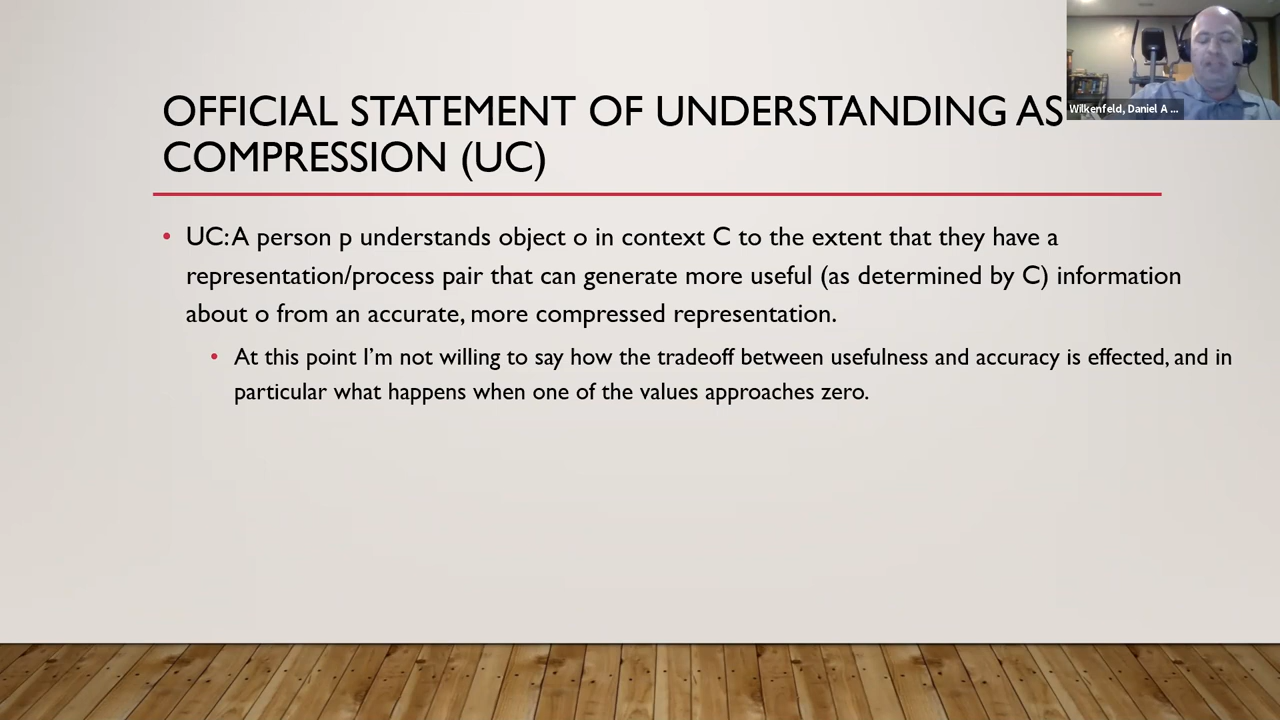 OFFICIAL STATEMENT OF UNDERSTANDING AS
COMPRESSION (UC)
Wilkenfeld, Daniel A ...
• UC: A person p understands object o in context C to the extent that they have a
representation/process pair that can generate more useful (as determined by C) information
about o from an accurate, more compressed representation.
• At this point I'm not willing to say how the tradeoff between usefulness and accuracy is effected, and in
particular what happens when one of the values approaches zero.